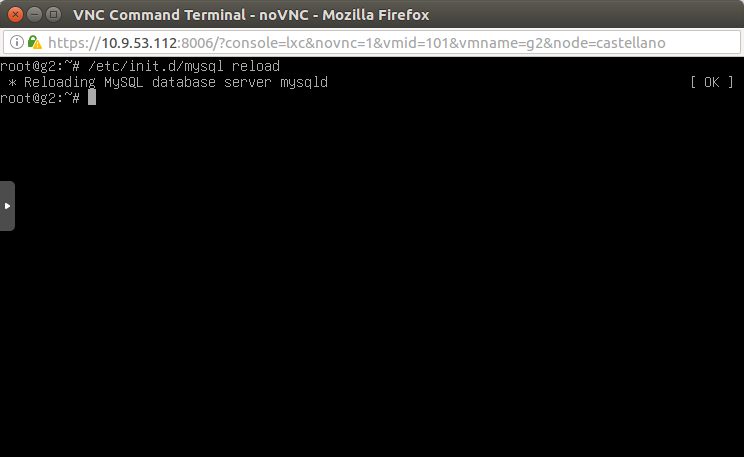 VNC Command Terminal - noVNC - Mozilla Firefox
https://10.9.53.112:8006/?console=lxc&novnc=1&vmid=101&vmname=g2&node=castellano
root@g2:~# /etc/init.d/mysql reload
 * Reloading MySQL database server mysqld [ OK ]
root@g2:~#